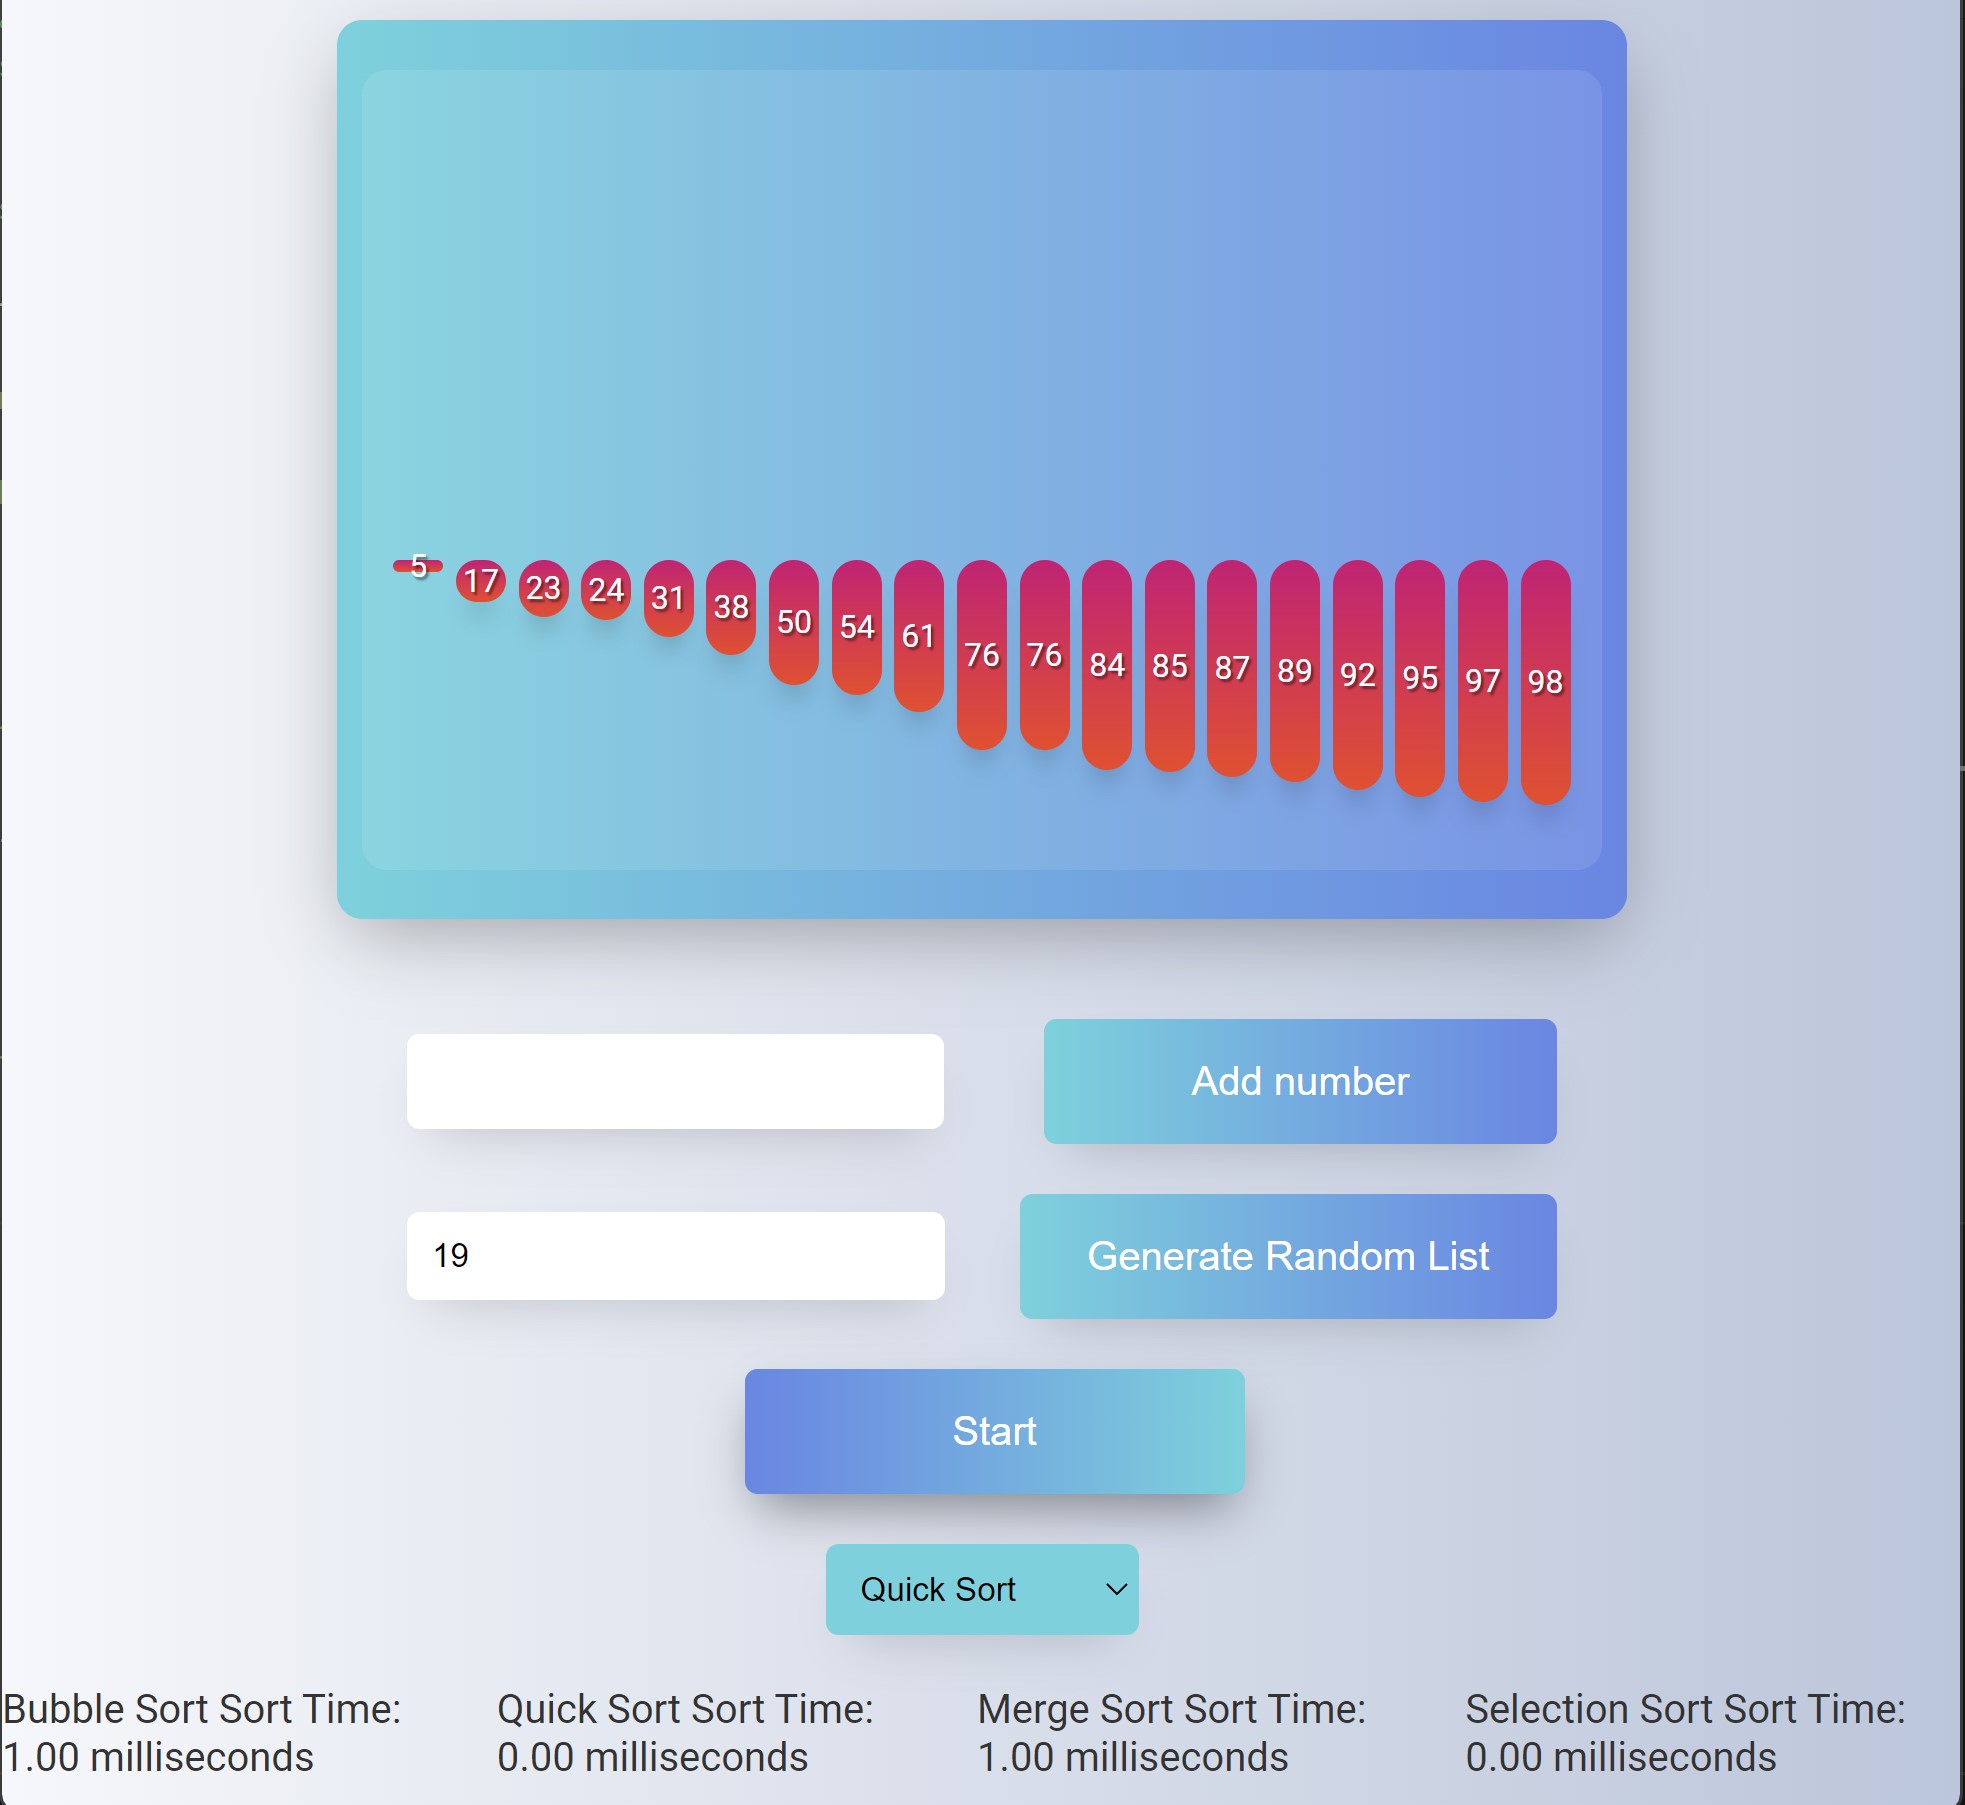 5 17 23 24 31 38 50 54 61 76 76 84 85 87 89 92 95 97 98
Add number
19
Generate Random List
Start
Quick Sort
Bubble Sort Sort Time:
1.00 milliseconds
Quick Sort Sort Time:
0.00 milliseconds
Merge Sort Sort Time:
1.00 milliseconds
Selection Sort Sort Time:
0.00 milliseconds